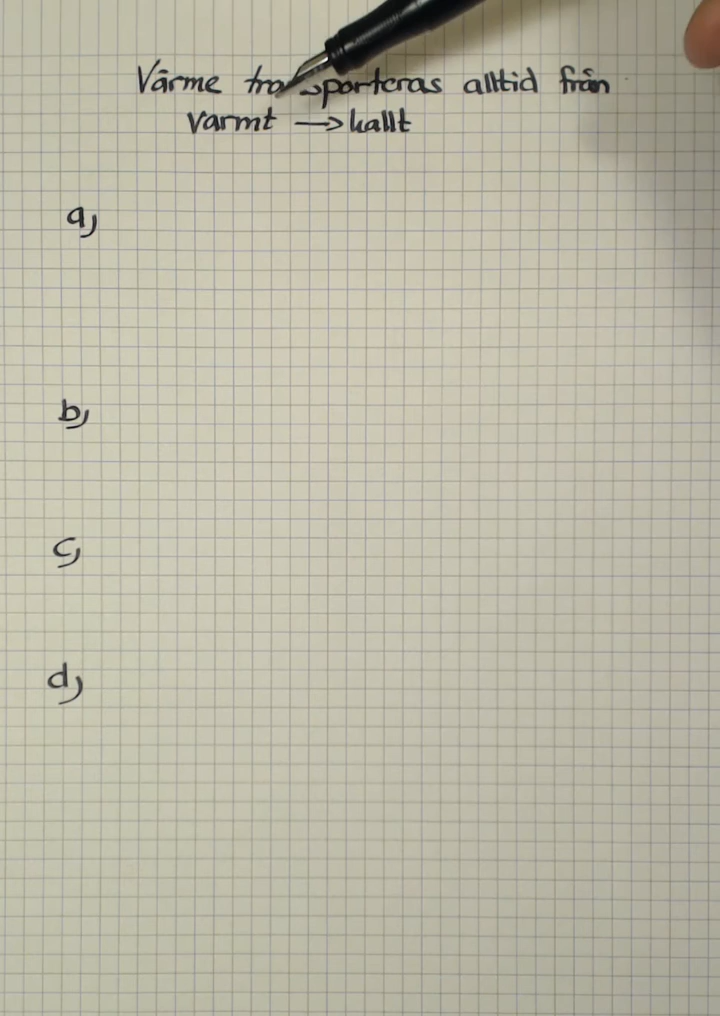 Värme transporteras alltid från
varmt → kallt
a)
b)
c)
d)